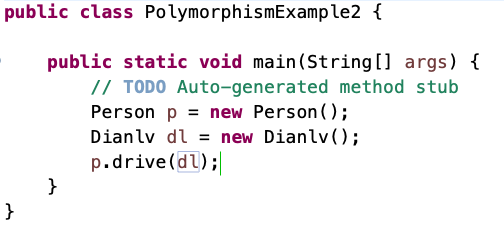 public class PolymorphismExample2 {
public static void main(String[] args) {
// TODO Auto-generated method stub
Person p = new Person();
Dianlv dl = new Dianlv();
p.drive(dl);
}
}